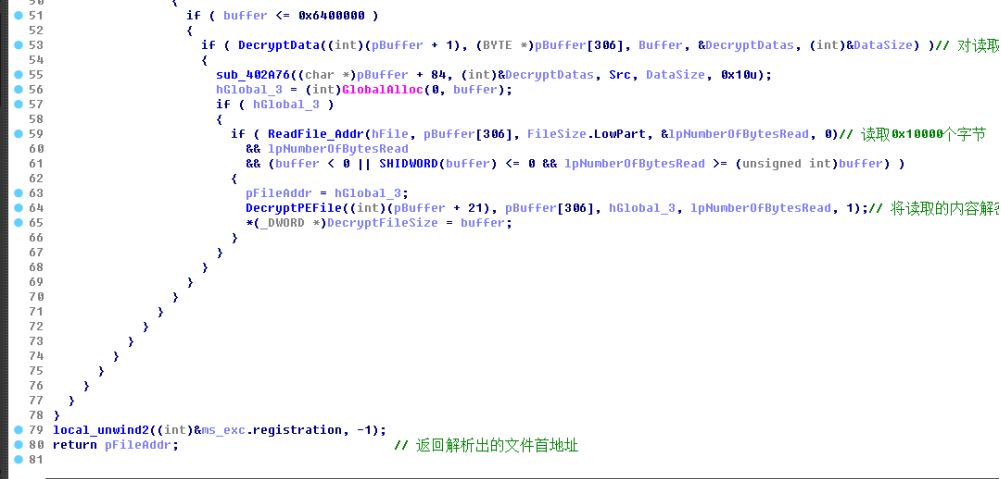 50 {
51 if ( buffer <= 0x6400000 )
52 {
53 if ( DecryptData((int)(pBuffer + 1), (BYTE *)pBuffer[306], Buffer, &DecryptDatas, (int)&DataSize) )// 对读取
54 {
55 sub_402A76((char *)pBuffer + 84, (int)&DecryptDatas, Src, DataSize, 0x10u);
56 hGlobal_3 = (int)GlobalAlloc(0, buffer);
57 if ( hGlobal_3 )
58 {
59 if ( ReadFile_Addr(hFile, pBuffer[306], FileSize.LowPart, &lpNumberOfBytesRead, 0)// 读取0x10000个字节
60 && lpNumberOfBytesRead
61 && (buffer < 0 || SHIDWORD(buffer) <= 0 && lpNumberOfBytesRead >= (unsigned int)buffer) )
62 {
63 pFileAddr = hGlobal_3;
64 DecryptPEFile((int)(pBuffer + 21), pBuffer[306], hGlobal_3, lpNumberOfBytesRead, 1);// 将读取的内容解密
65 *(_DWORD *)DecryptFileSize = buffer;
66 }
67 }
68 }
69 }
70 }
71 }
72 }
73 }
74 }
75 }
76 }
77 }
78 }
79 local_unwind2((int)&ms_exc.registration, -1);
80 return pFileAddr; // 返回解析出的文件首地址
81